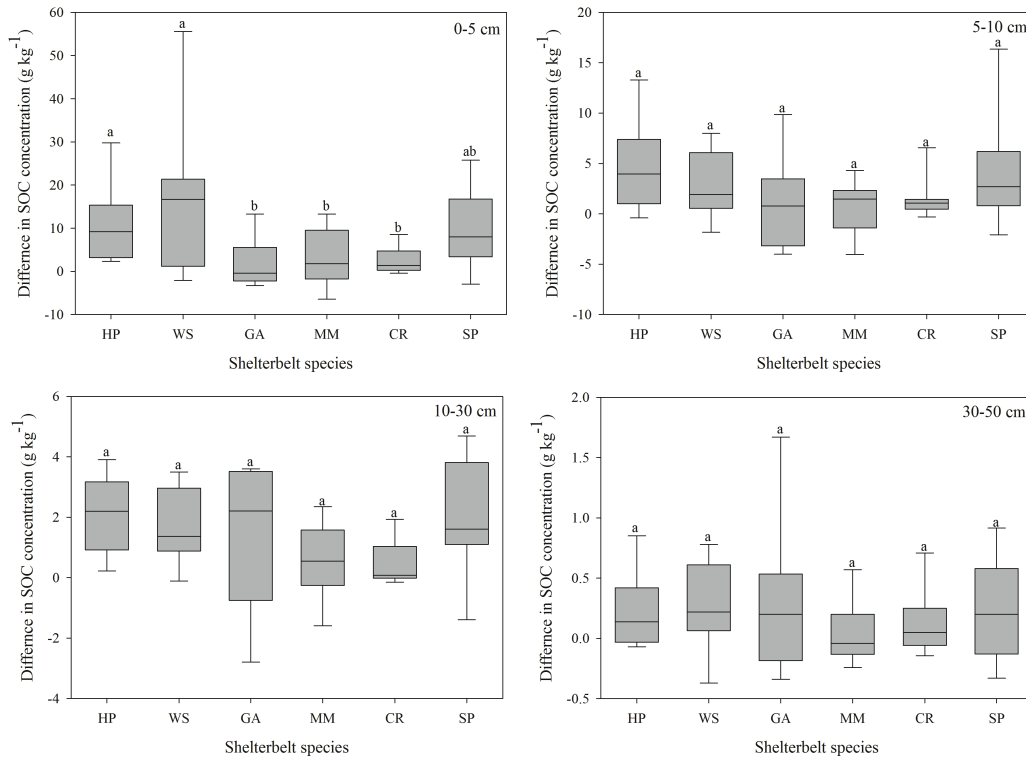 0-5 cm
Differnce in SOC concentration (g kg⁻¹)
60
50
40
30
20
10
0
-10
a
a
b
b
b
ab
HP WS GA MM CR SP
Shelterbelt species
5-10 cm
Differnce in SOC concentration (g kg⁻¹)
20
15
10
5
0
-5
-10
a
a
a
a
a
a
HP WS GA MM CR SP
Shelterbelt species
10-30 cm
Differnce in SOC concentration (g kg⁻¹)
6
4
2
0
-2
-4
a
a
a
a
a
a
HP WS GA MM CR SP
Shelterbelt species
30-50 cm
Differnce in SOC concentration (g kg⁻¹)
2.0
1.5
1.0
0.5
0.0
-0.5
a
a
a
a
a
a
HP WS GA MM CR SP
Shelterbelt species